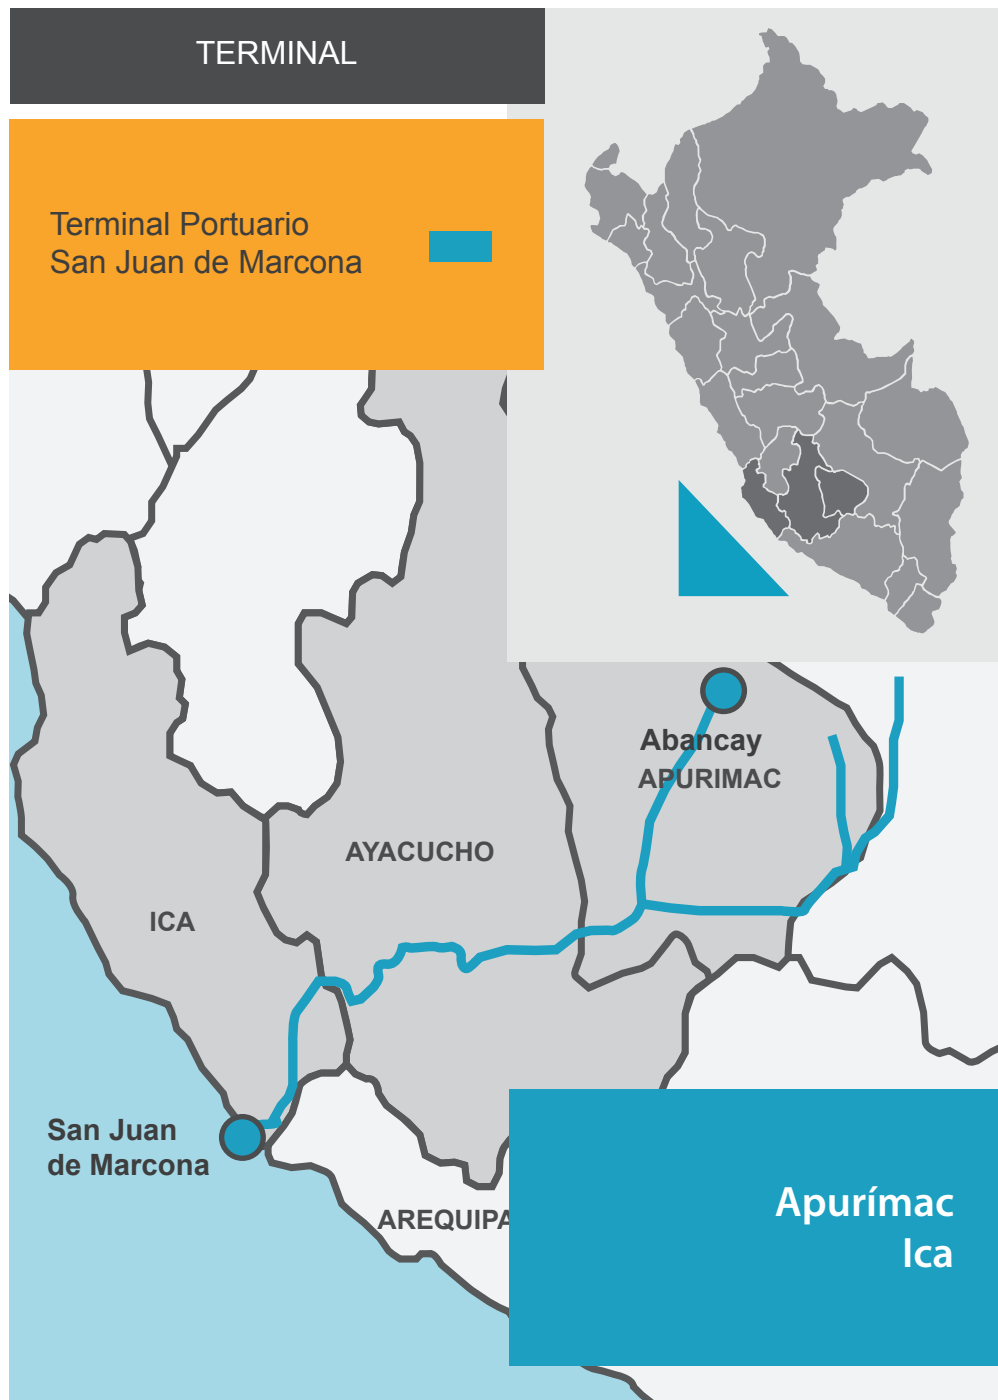 TERMINAL
Terminal Portuario
San Juan de Marcona
Abancay
APURIMAC
AYACUCHO
ICA
San Juan
de Marcona
AREQUIPA
Apurímac
Ica